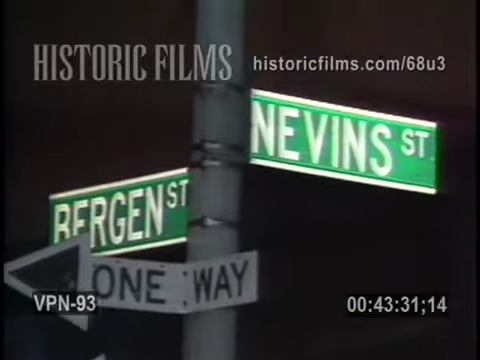 HISTORIC FILMS
historicfilms.com/68u3
NEVINS ST
BERGEN ST
ONE WAY
VPN-93
00:43:31;14